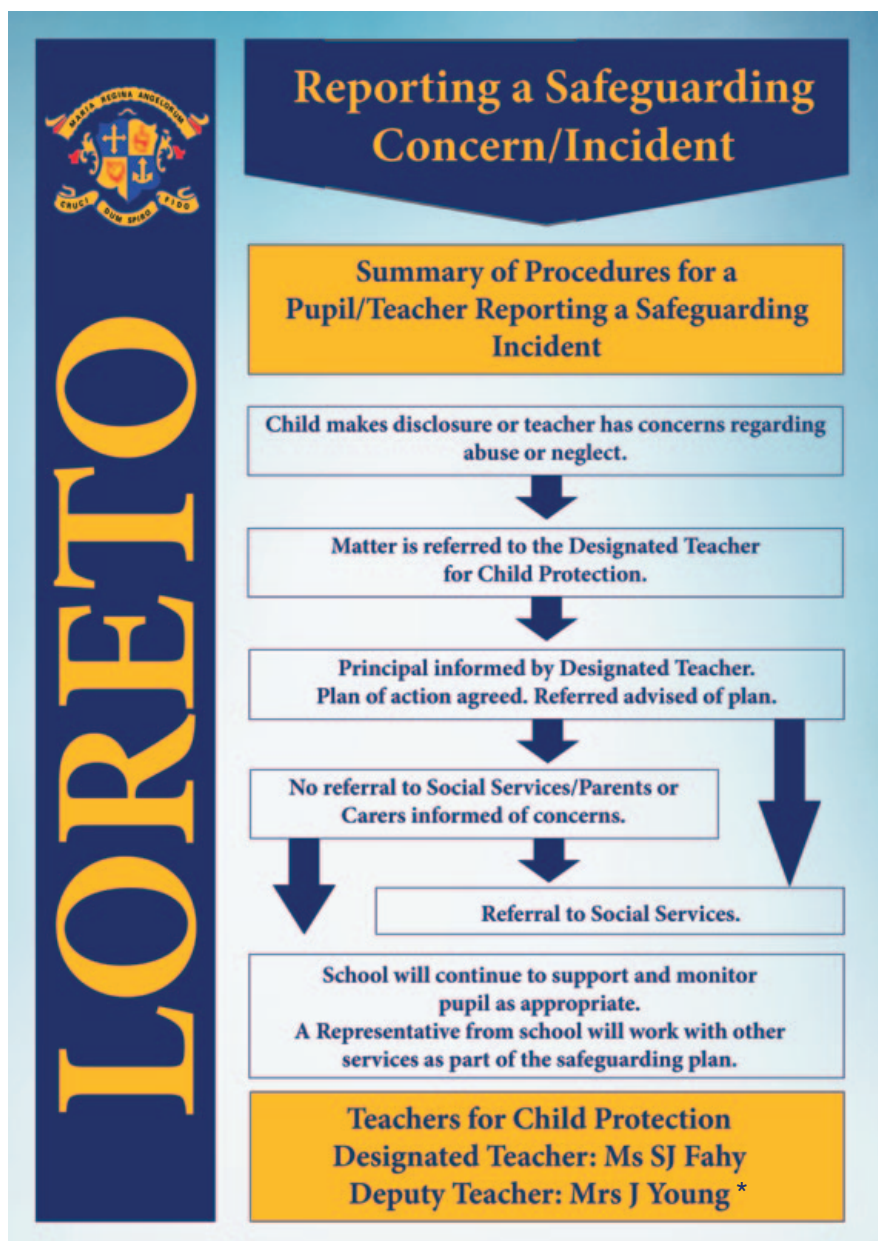 MARIA REGINA ANGELORUM
CRUCI DUM SPIRO FIDO
LORETO
Reporting a Safeguarding
Concern/Incident
Summary of Procedures for a
Pupil/Teacher Reporting a Safeguarding
Incident
Child makes disclosure or teacher has concerns regarding
abuse or neglect.
Matter is referred to the Designated Teacher
for Child Protection.
Principal informed by Designated Teacher.
Plan of action agreed. Referred advised of plan.
No referral to Social Services/Parents or
Carers informed of concerns.
Referral to Social Services.
School will continue to support and monitor
pupil as appropriate.
A Representative from school will work with other
services as part of the safeguarding plan.
Teachers for Child Protection
Designated Teacher: Ms SJ Fahy
Deputy Teacher: Mrs J Young *